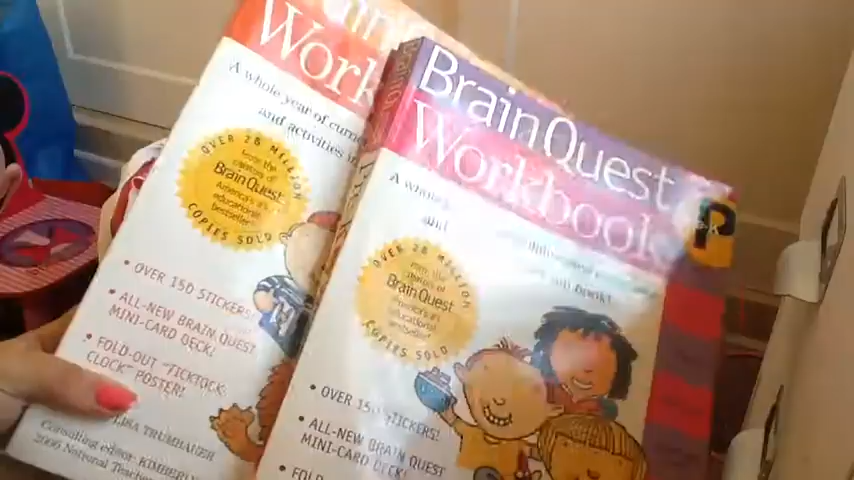 Work
A whole year of
and activities in
OVER 28 MILLION
from the
creators of
Brain Quest
America's #1
educational
bestseller!
COPIES SOLD
• OVER 150 STICKERS!
• ALL-NEW BRAIN QUEST
MINI-CARD DECK!
• FOLD-OUT "TICKTOCK
CLOCK" POSTER!
LISA TRUMBAUER
Consulting editor: KIMBERLY
2006 National Teacher
Brain Quest
Workbook
A whole
and
book!
OVER 28 MILLION
from the
creators of
Brain Quest
America's #1
educational
bestseller!
COPIES SOLD
• OVER 150 STICKERS!
• ALL-NEW BRAIN QUEST
MINI-CARD DECK!
• FOLD